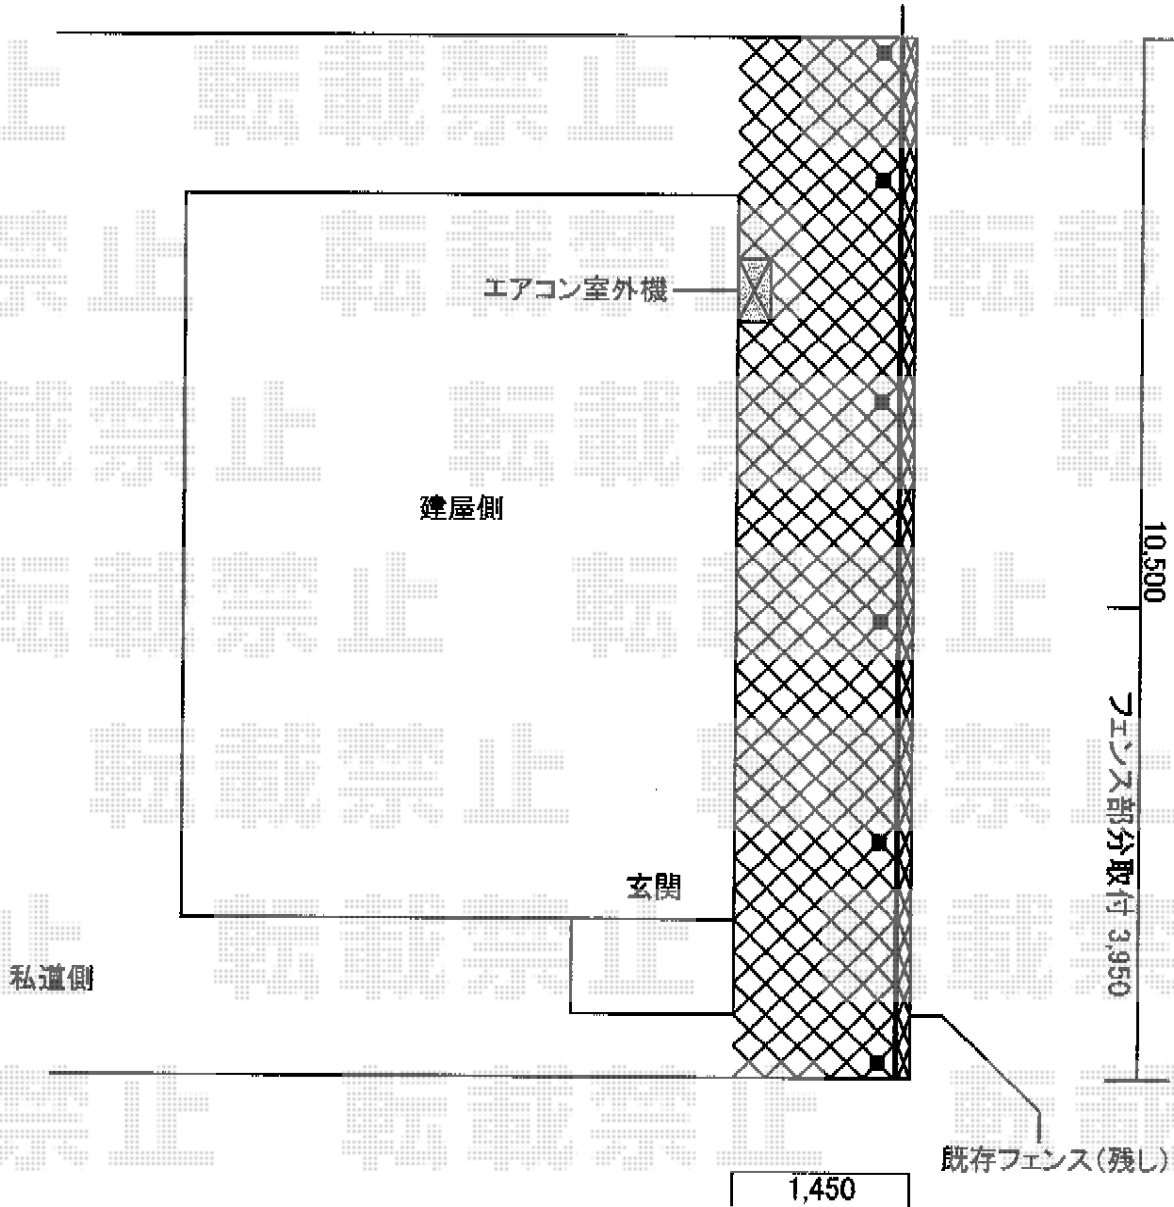 転載禁止
エアコン室外機
建屋側
10,500
フェンス部分取付 3,950
玄関
私道側
既存フェンス(残し)
1,450